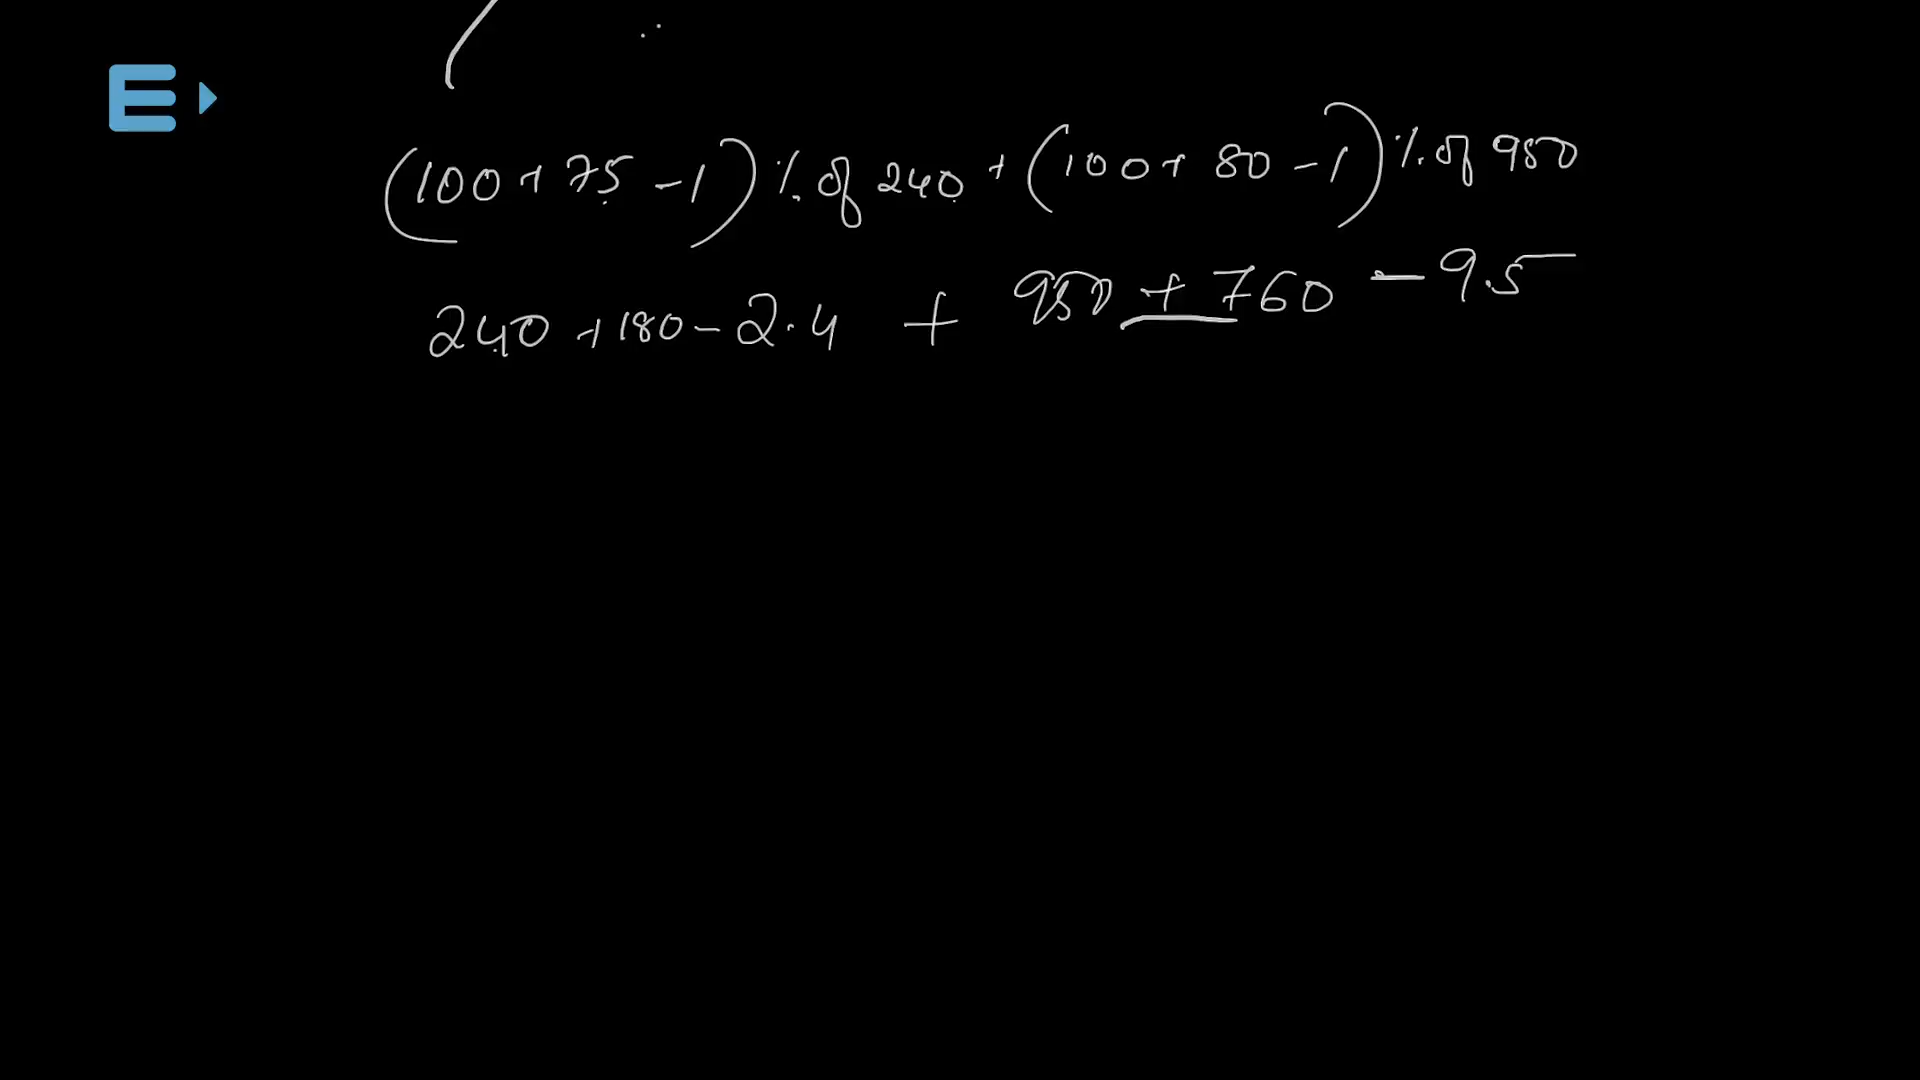 E
(100+75-1)% of 240 + (100+80-1)% of 950
240+180-2.4 + 950+760-9.5